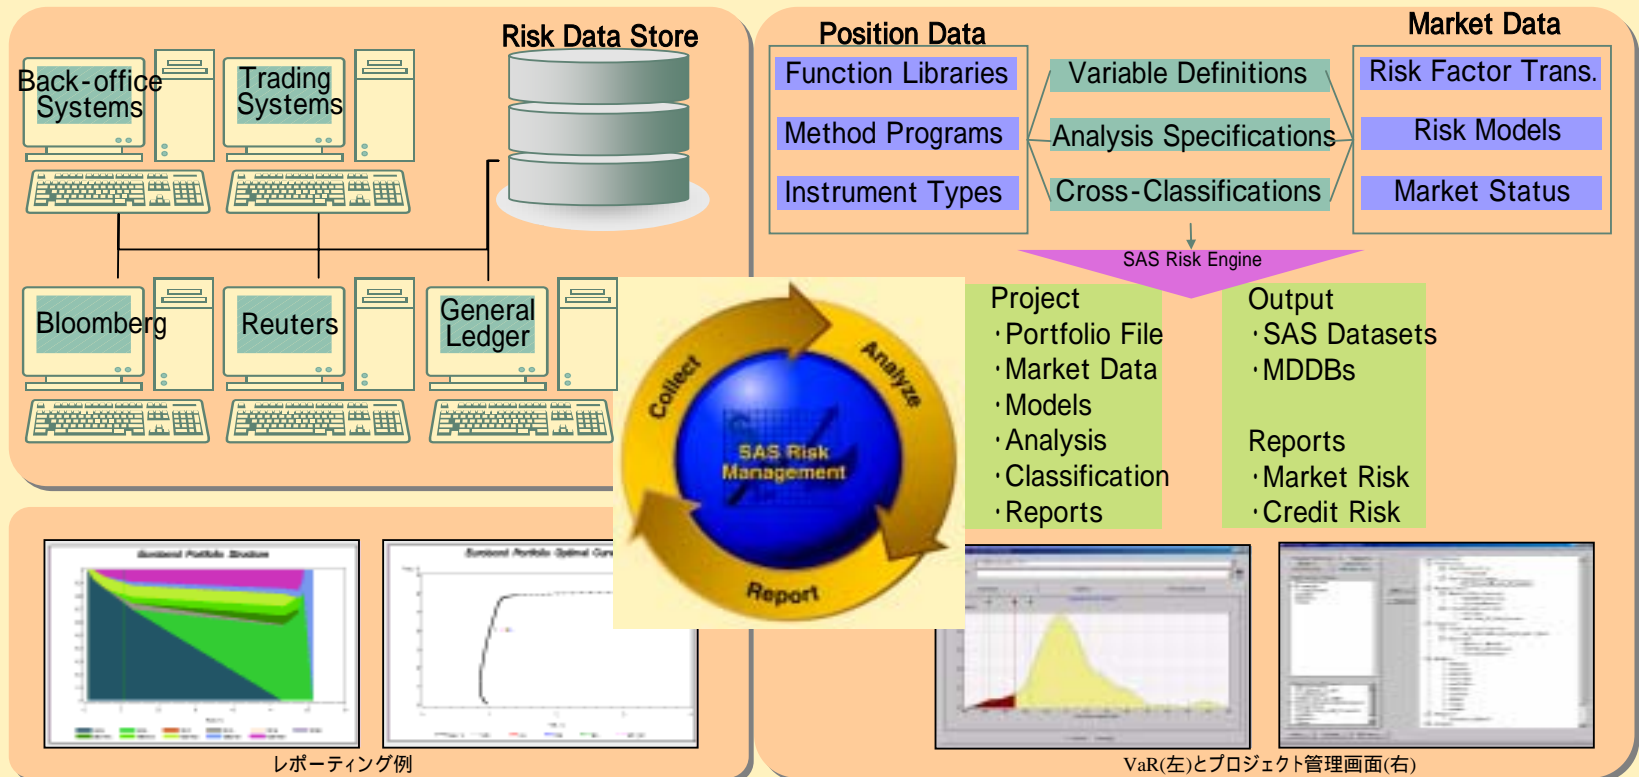 Risk Data Store
Back-office
Systems
Trading
Systems
Bloomberg
Reuters
General
Ledger
Position Data
Market Data
Function Libraries
Method Programs
Instrument Types
Variable Definitions
Analysis Specifications
Cross-Classifications
Risk Factor Trans.
Risk Models
Market Status
SAS Risk Engine
Project
・Portfolio File
・Market Data
・Models
・Analysis
・Classification
・Reports
Output
・SAS Datasets
・MDDBs
Reports
・Market Risk
・Credit Risk
Collect
Analyze
Report
SAS Risk
Management
Eurobond Portfolio Structure
Eurobond Portfolio Optimal
レポーティング例
VaR(左)とプロジェクト管理画面(右)